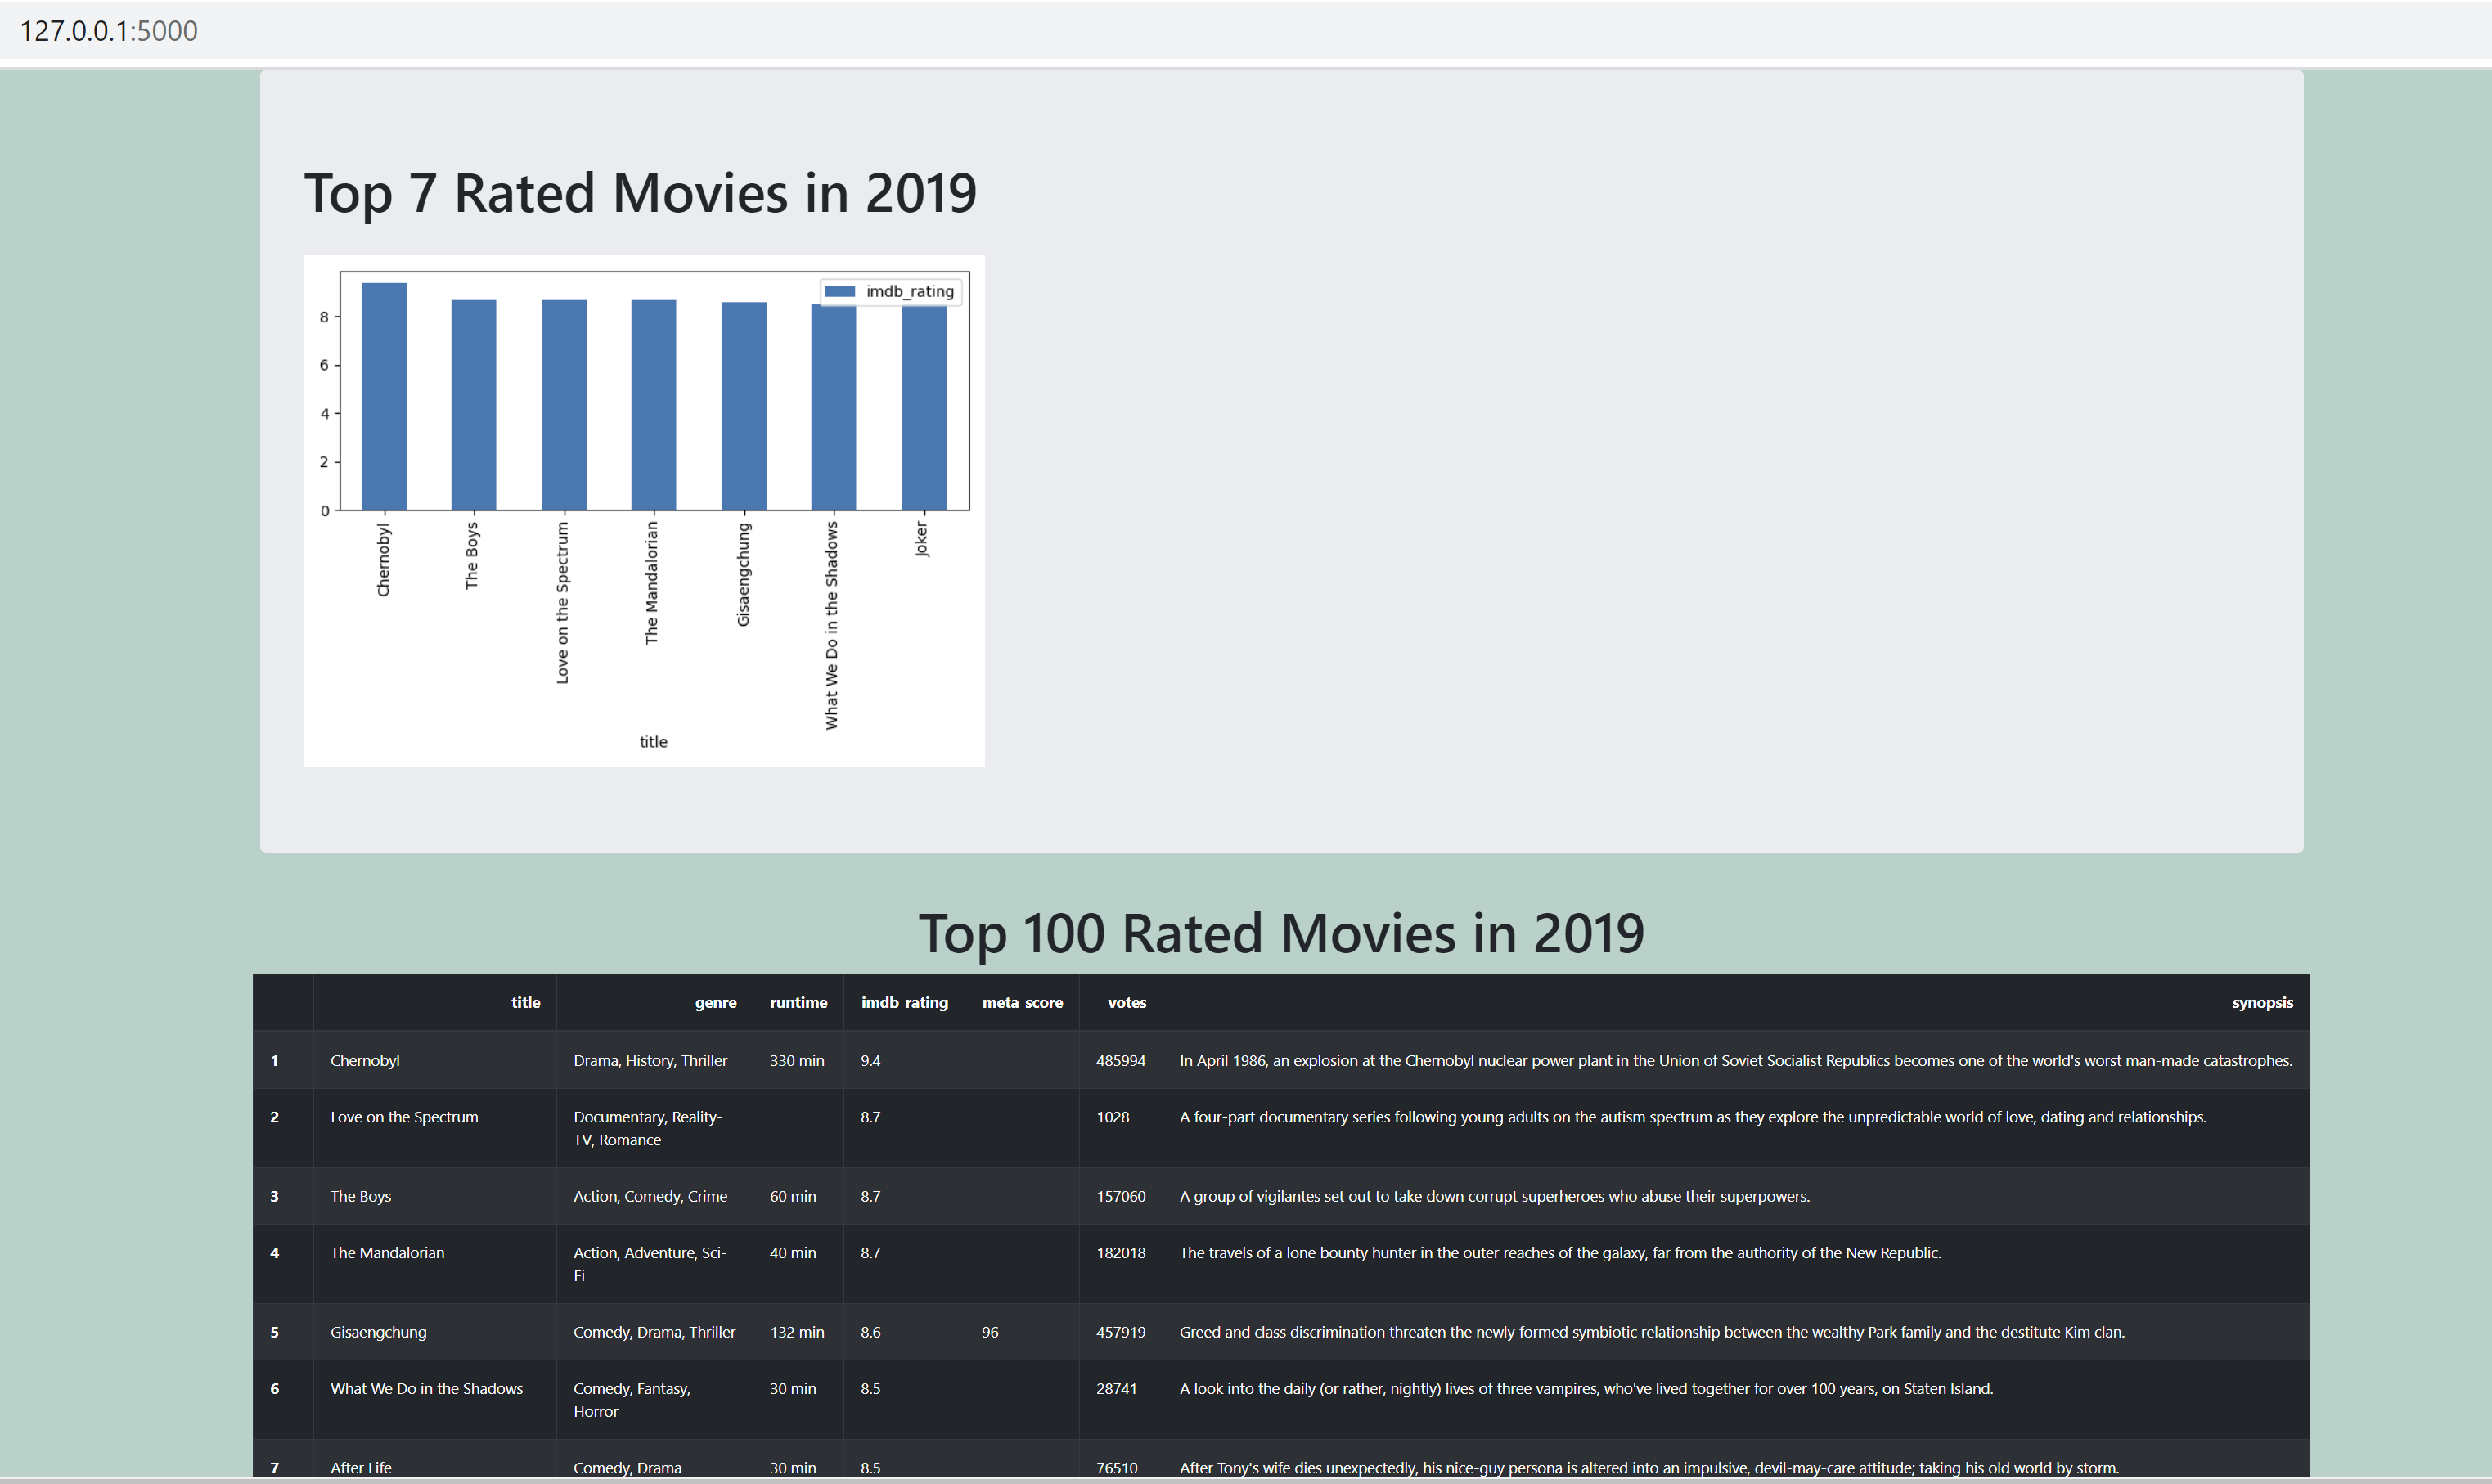 127.0.0.1:5000
Top 7 Rated Movies in 2019
imdb_rating
8
6
4
2
0
Chernobyl
The Boys
Love on the Spectrum
The Mandalorian
Gisaengchung
What We Do in the Shadows
Joker
title
Top 100 Rated Movies in 2019
title genre runtime imdb_rating meta_score votes synopsis
1 Chernobyl Drama, History, Thriller 330 min 9.4 485994 In April 1986, an explosion at the Chernobyl nuclear power plant in the Union of Soviet Socialist Republics becomes one of the world's worst man-made catastrophes.
2 Love on the Spectrum Documentary, Reality- 8.7 1028 A four-part documentary series following young adults on the autism spectrum as they explore the unpredictable world of love, dating and relationships.
TV, Romance
3 The Boys Action, Comedy, Crime 60 min 8.7 157060 A group of vigilantes set out to take down corrupt superheroes who abuse their superpowers.
4 The Mandalorian Action, Adventure, Sci- 40 min 8.7 182018 The travels of a lone bounty hunter in the outer reaches of the galaxy, far from the authority of the New Republic.
Fi
5 Gisaengchung Comedy, Drama, Thriller 132 min 8.6 96 457919 Greed and class discrimination threaten the newly formed symbiotic relationship between the wealthy Park family and the destitute Kim clan.
6 What We Do in the Shadows Comedy, Fantasy, 30 min 8.5 28741 A look into the daily (or rather, nightly) lives of three vampires, who've lived together for over 100 years, on Staten Island.
Horror
7 After Life Comedy, Drama 30 min 8.5 76510 After Tony's wife dies unexpectedly, his nice-guy persona is altered into an impulsive, devil-may-care attitude; taking his old world by storm.